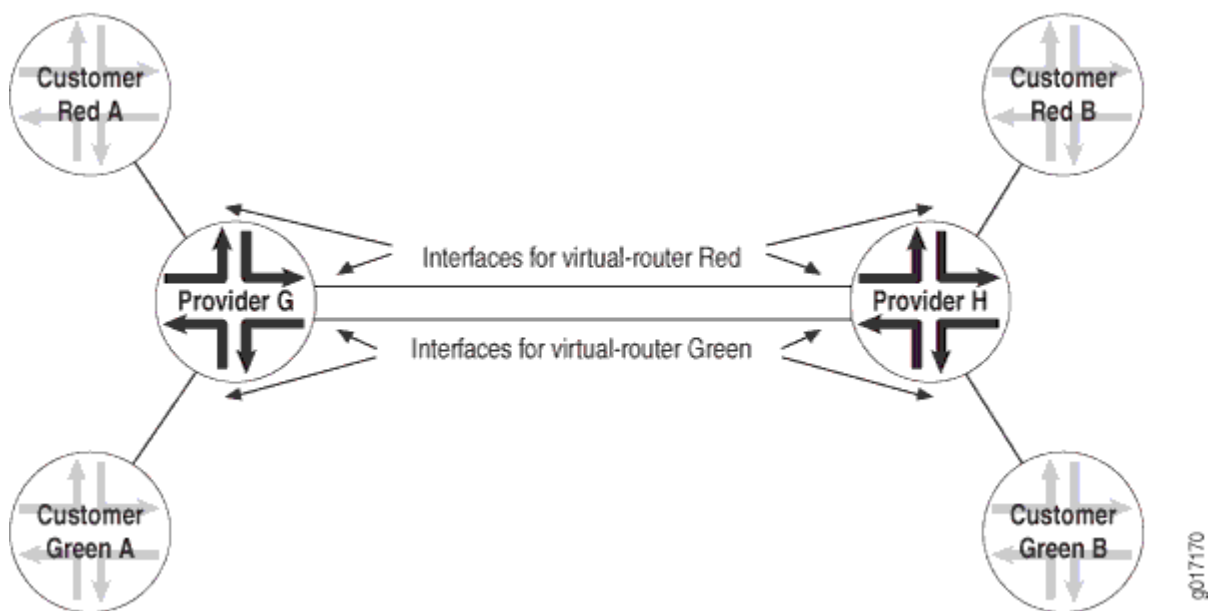 Customer
Red A
Customer
Red B
Interfaces for virtual-router Red
Provider G
Provider H
Interfaces for virtual-router Green
Customer
Green A
Customer
Green B
g017170